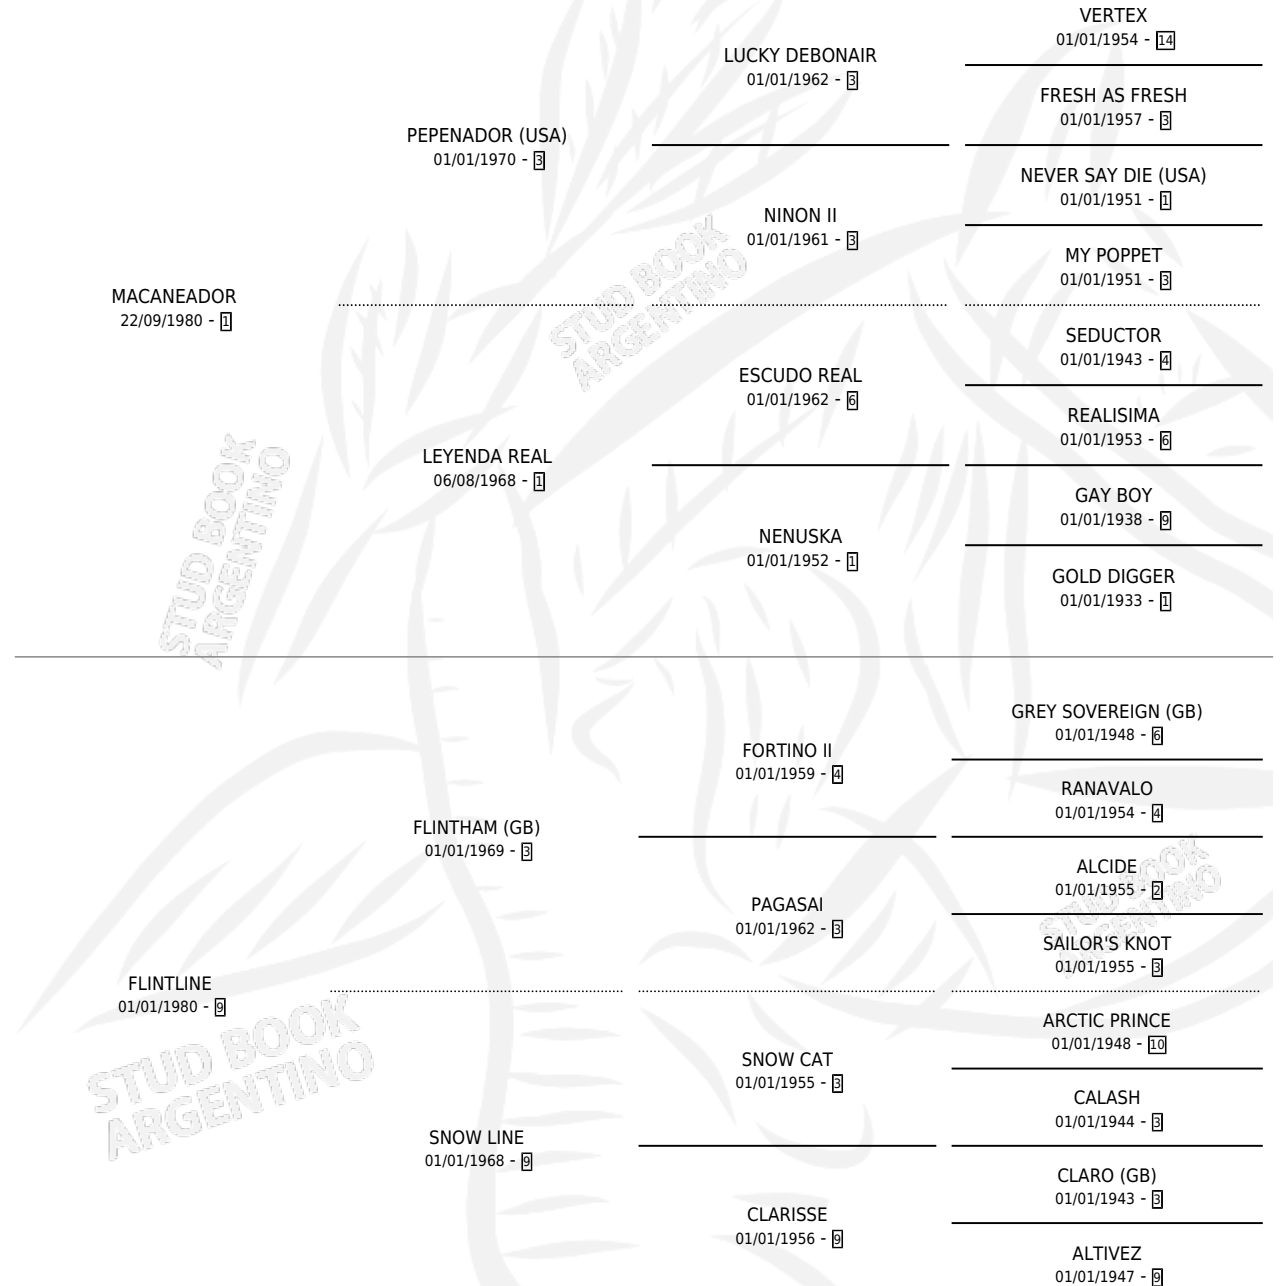 VERTEX
01/01/1954 - 14
LUCKY DEBONAIR
01/01/1962 - 3
FRESH AS FRESH
01/01/1957 - 3
PEPENADOR (USA)
01/01/1970 - 3
NEVER SAY DIE (USA)
01/01/1951 - 1
NINON II
01/01/1961 - 3
MY POPPET
01/01/1951 - 3
MACANEADOR
22/09/1980 - 1
SEDUCTOR
01/01/1943 - 4
ESCUDO REAL
01/01/1962 - 6
REALISIMA
01/01/1953 - 6
LEYENDA REAL
06/08/1968 - 1
GAY BOY
01/01/1938 - 9
NENUSKA
01/01/1952 - 1
GOLD DIGGER
01/01/1933 - 1
GREY SOVEREIGN (GB)
01/01/1948 - 6
FORTINO II
01/01/1959 - 4
RANAVALO
01/01/1954 - 4
FLINTHAM (GB)
01/01/1969 - 3
ALCIDE
01/01/1955 - 2
PAGASAI
01/01/1962 - 3
SAILOR'S KNOT
01/01/1955 - 3
FLINTLINE
01/01/1980 - 9
ARCTIC PRINCE
01/01/1948 - 10
SNOW CAT
01/01/1955 - 3
CALASH
01/01/1944 - 3
SNOW LINE
01/01/1968 - 9
CLARO (GB)
01/01/1943 - 3
CLARISSE
01/01/1956 - 9
ALTIVEZ
01/01/1947 - 9
STUD BOOK
ARGENTINO
STUD BOOK
ARGENTINO
STUD BOOK
ARGENTINO
STUD BOOK
ARGENTINO